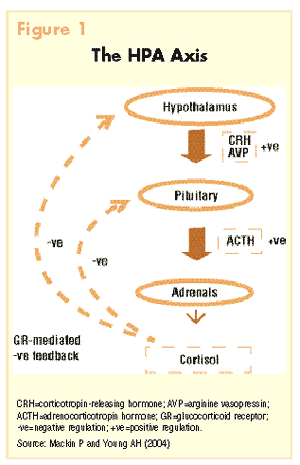 Figure 1
The HPA Axis
Hypothalamus
CRH
AVP
+ve
Pituitary
-ve
-ve
ACTH
+ve
Adrenals
GR-mediated
-ve feedback
Cortisol
CRH=corticotropin-releasing hormone; AVP=arginine vasopressin;
ACTH=adrenocorticotropin hormone; GR=glucocorticoid receptor;
-ve=negative regulation; +ve=positive regulation.
Source: Mackin P and Young AH (2004)